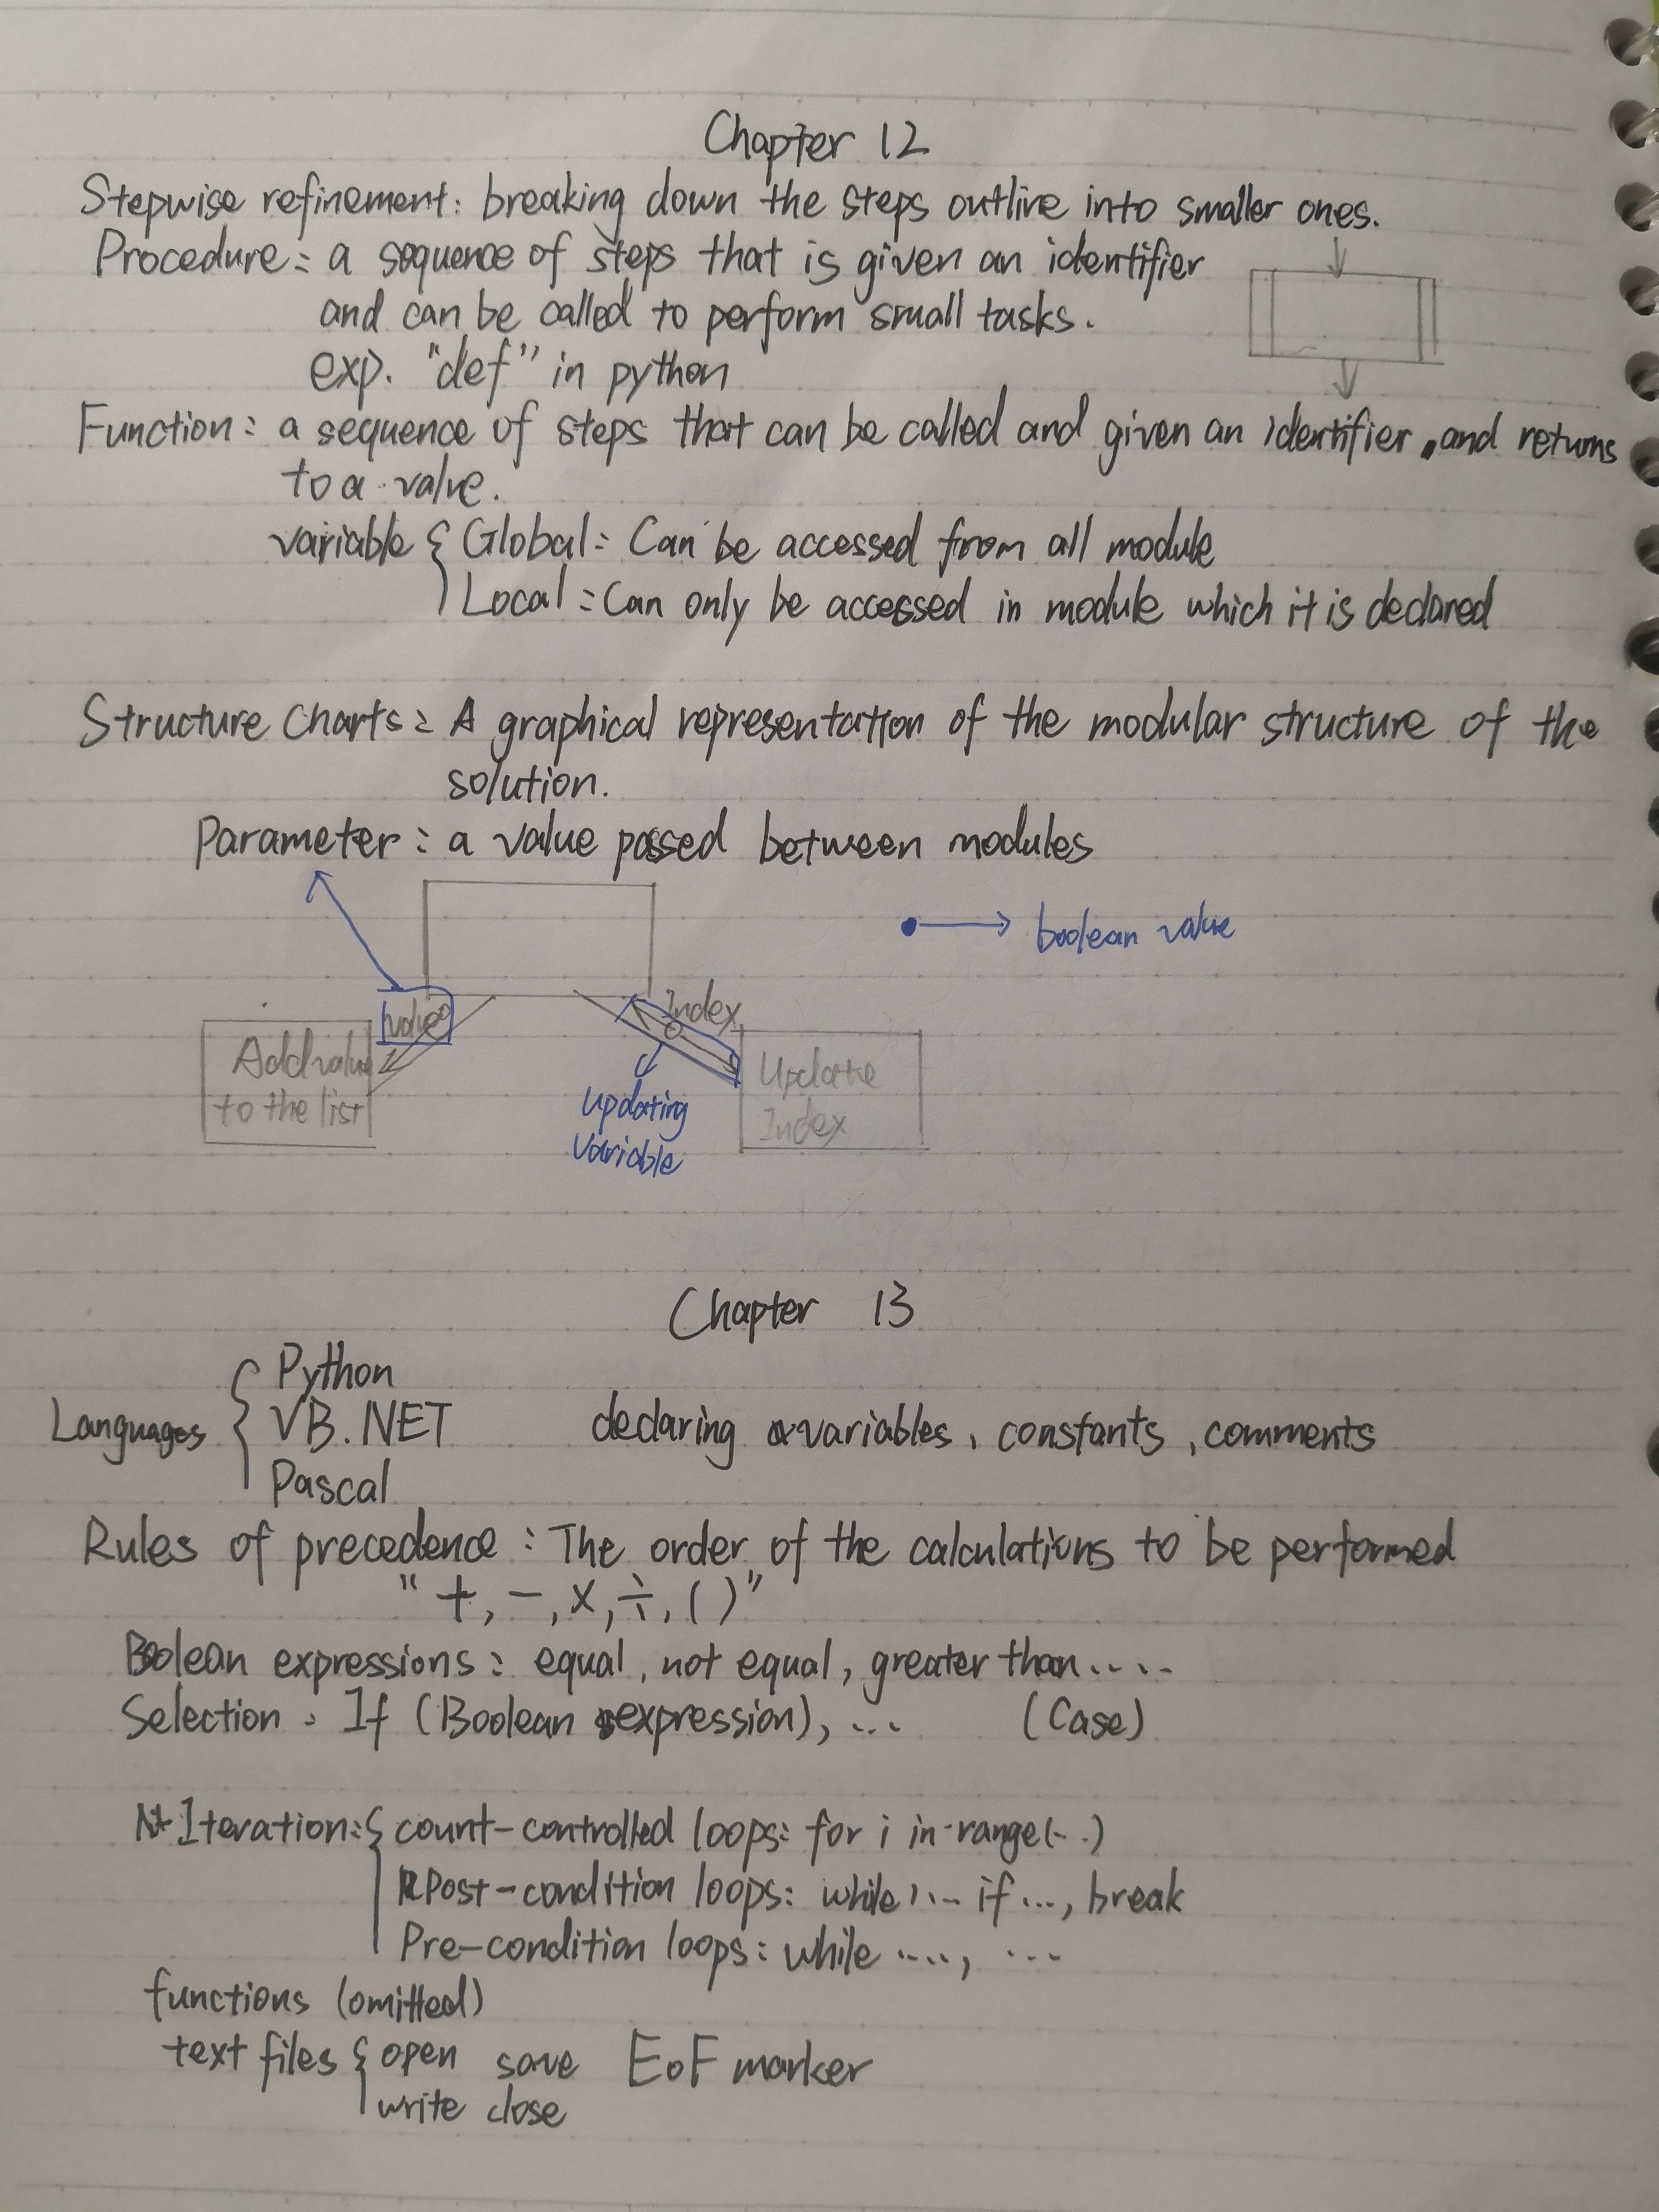 Chapter 12
Stepwise refinement: breaking down the steps outline into smaller ones.
Procedure: a sequence of steps that is given an identifier
and can be called to perform small tasks.
exp. "def" in python
Function: a sequence of steps that can be called and given an identifier, and returns
to a value.
variable { Global: Can be accessed from all module
Local: Can only be accessed in module which it is declared
Structure Charts: A graphical representation of the modular structure of the
solution.
Parameter: a value passed between modules
boolean value
value
Index
Add value
to the list
Update
Index
updating
variable
Chapter 13
Languages { Python
VB.NET
Pascal
declaring variables, constants, comments
Rules of precedence: The order of the calculations to be performed
"+, -, ×, ÷, ( )"
Boolean expressions: equal, not equal, greater than.....
Selection: If (Boolean expression), ... (Case)
Iteration: { count-controlled loops: for i in range(...)
Post-condition loops: while ... if ..., break
Pre-condition loops: while ...., ...
functions (omitted)
text files { open save EoF marker
write close